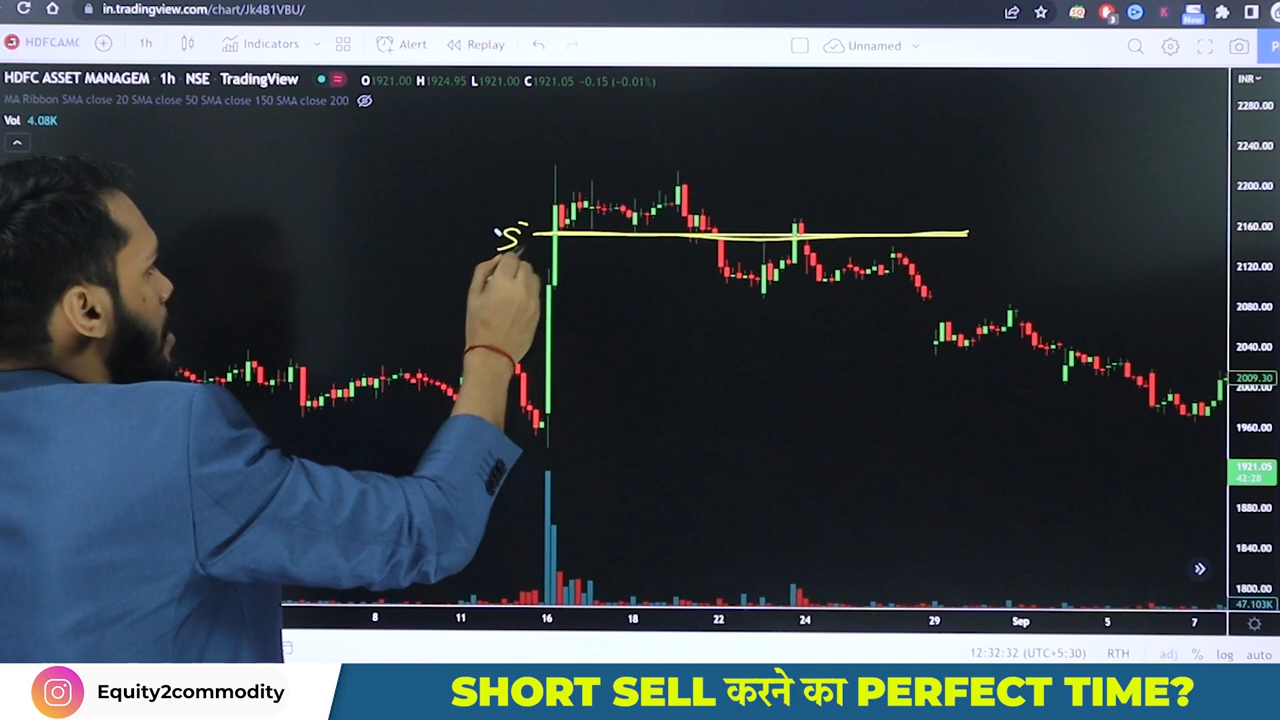 in.tradingview.com/chart/Jk4B1VBU/
New
3
HDFCAMC 1h Indicators Alert Replay Unnamed
HDFC ASSET MANAGEM 1h NSE TradingView O1921.00 H1924.95 L1921.00 C1921.05 −0.15 (−0.01%)
MA Ribbon SMA close 20 SMA close 50 SMA close 150 SMA close 200
Vol 4.08K
INR
2280.00
2240.00
2200.00
2160.00
2120.00
2080.00
2040.00
2009.30
2000.00
1960.00
1921.05
42:28
1880.00
1840.00
1800.00
47.103K
S
8 11 16 18 22 24 29 Sep 5 7
12:32:32 (UTC+5:30) RTH adj % log auto
Equity2commodity
SHORT SELL करने का PERFECT TIME?